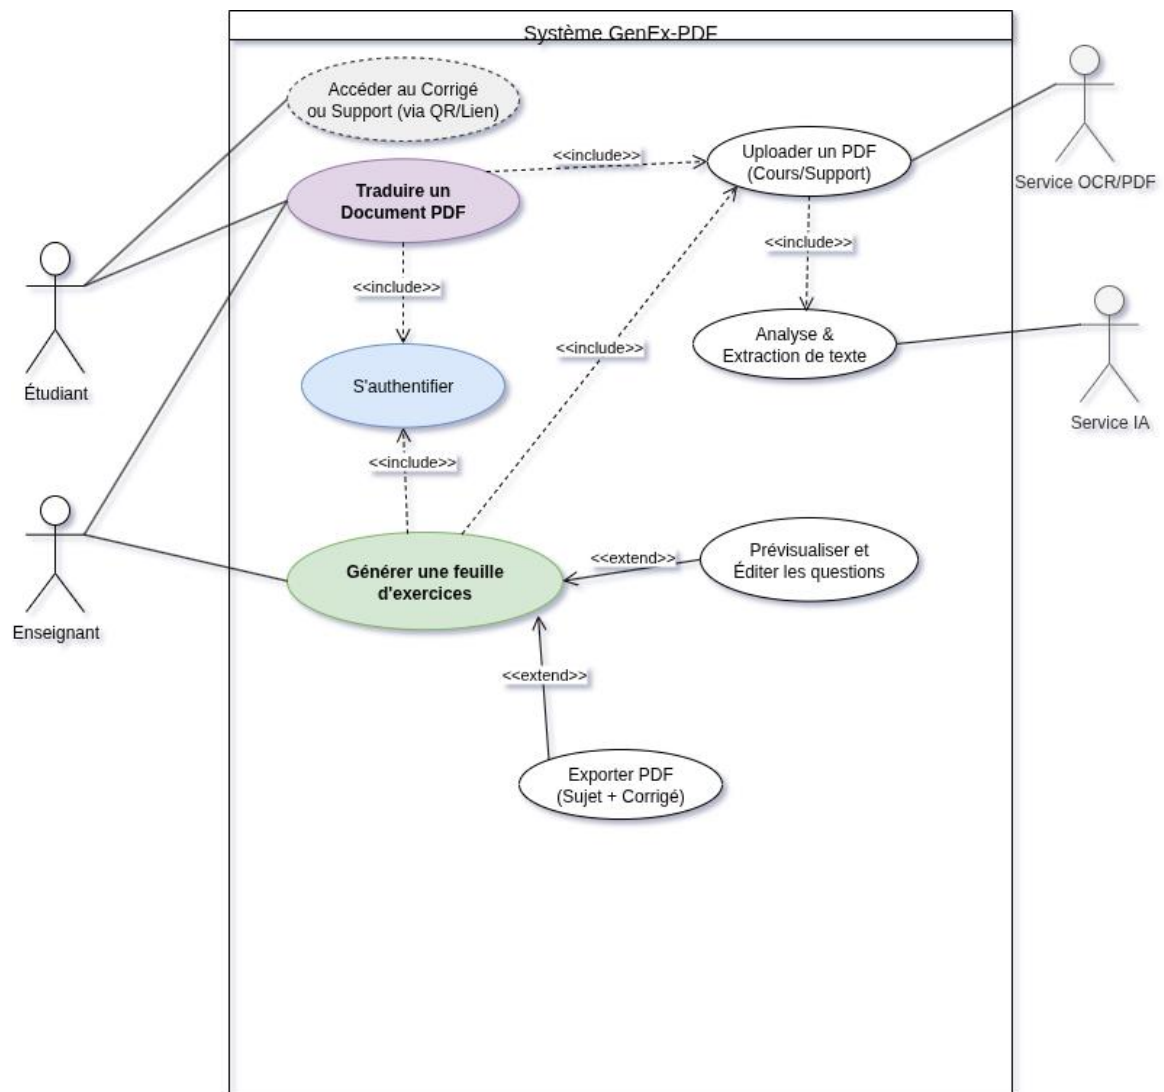 Système GenEx-PDF
Accéder au Corrigé
ou Support (via QR/Lien)
<<include>>
Uploader un PDF
(Cours/Support)
Service OCR/PDF
Traduire un
Document PDF
<<include>>
<<include>>
<<include>>
Analyse &
Extraction de texte
S'authentifier
Étudiant
Service IA
<<include>>
<<extend>>
Prévisualiser et
Éditer les questions
Générer une feuille
d'exercices
Enseignant
<<extend>>
Exporter PDF
(Sujet + Corrigé)